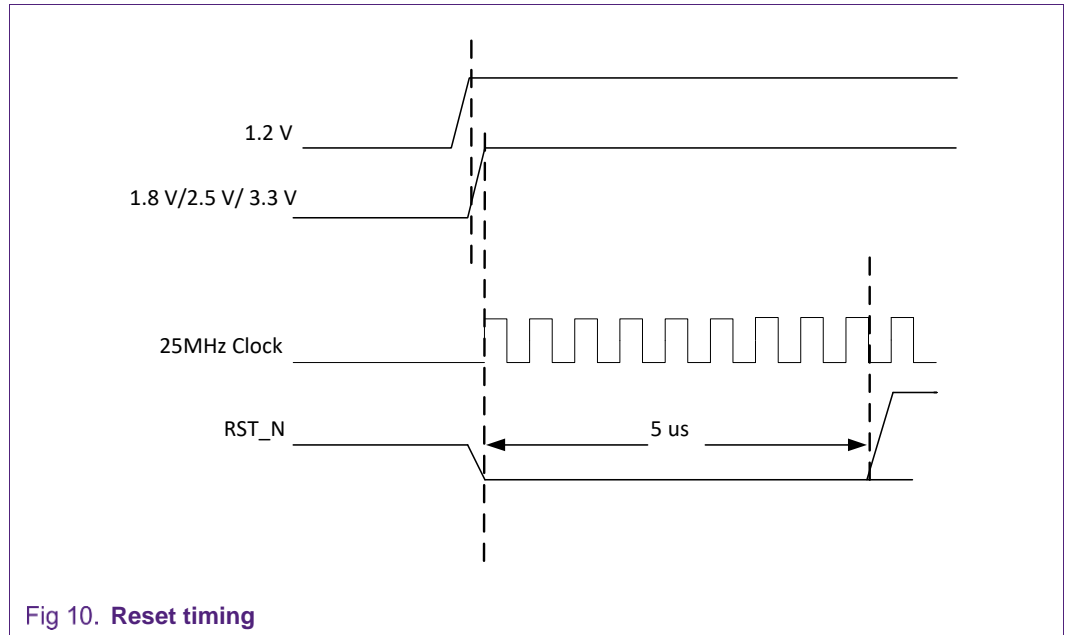 1.2 V
1.8 V/2.5 V/ 3.3 V
25MHz Clock
RST_N
5 us
Fig 10. Reset timing